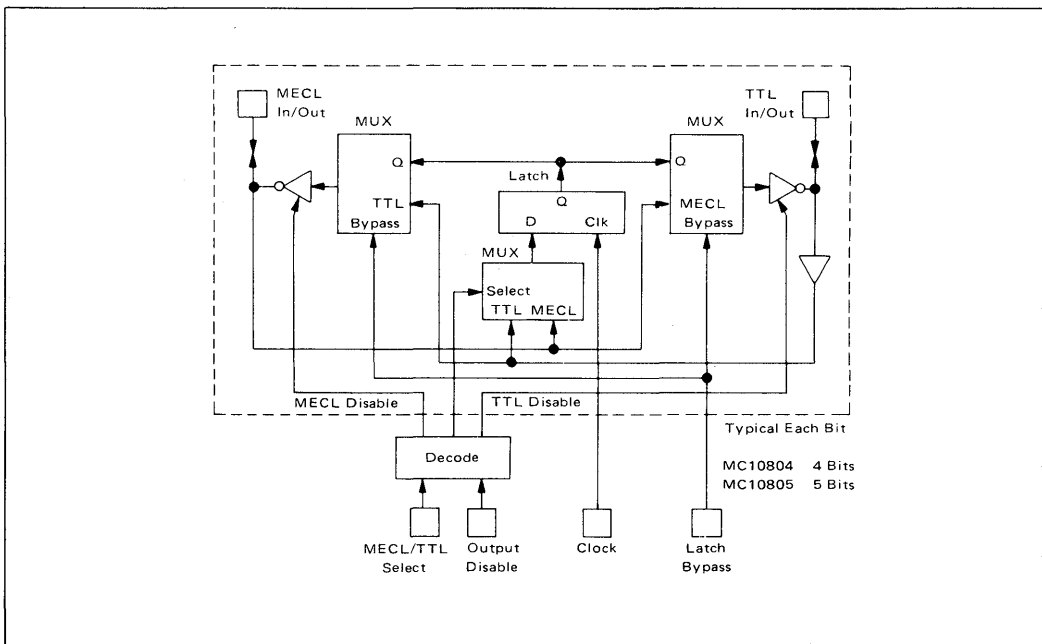 MECL
In/Out
TTL
In/Out
MUX
MUX
Q
Q
Latch
TTL
Bypass
Q
D Clk
MECL
Bypass
MUX
Select
TTL MECL
MECL Disable
TTL Disable
Typical Each Bit
Decode
MC10804 4 Bits
MC10805 5 Bits
MECL/TTL
Select
Output
Disable
Clock
Latch
Bypass